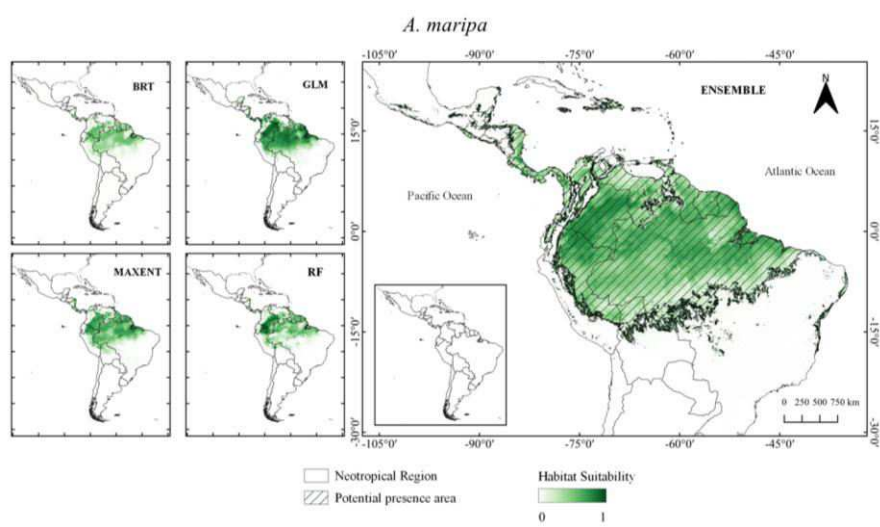 A. maripa
BRT
GLM
MAXENT
RF
-105°0' -90°0' -75°0' -60°0' -45°0'
ENSEMBLE
N
Pacific Ocean
Atlantic Ocean
15°0' 15°0'
0°0' 0°0'
-15°0' -15°0'
-30°0' -30°0'
0 250 500 750 km
-105°0' -90°0' -75°0' -60°0' -45°0'
Neotropical Region
Potential presence area
Habitat Suitability
0 1